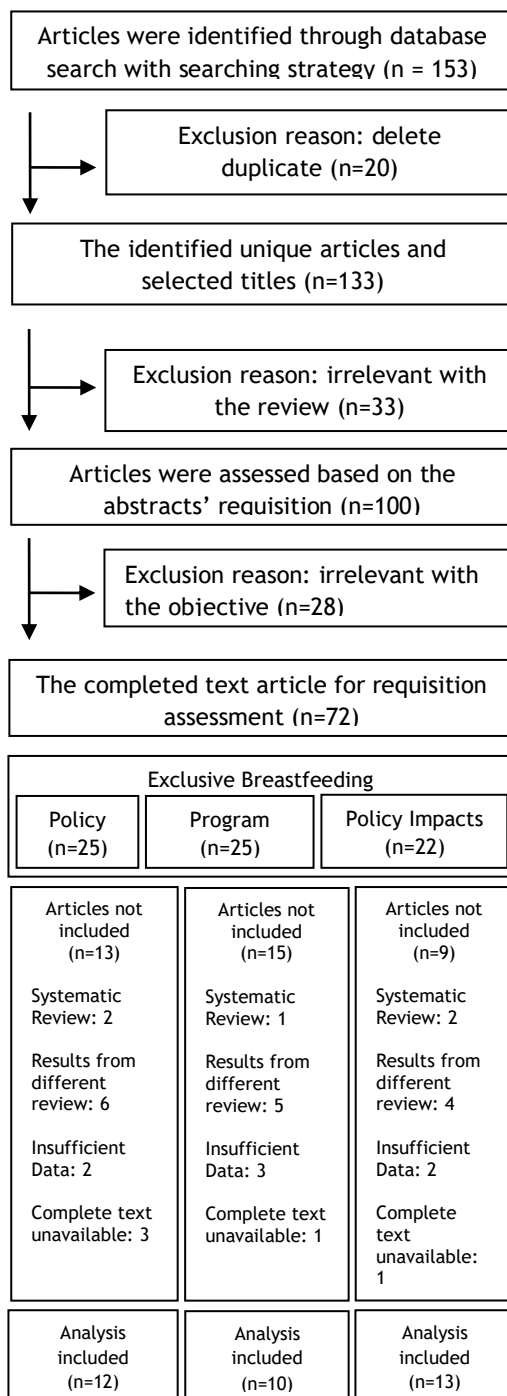 Articles were identified through database
search with searching strategy (n = 153)
Exclusion reason: delete
duplicate (n=20)
The identified unique articles and
selected titles (n=133)
Exclusion reason: irrelevant with
the review (n=33)
Articles were assessed based on the
abstracts’ requisition (n=100)
Exclusion reason: irrelevant with
the objective (n=28)
The completed text article for requisition
assessment (n=72)
Exclusive Breastfeeding
Policy
(n=25)
Program
(n=25)
Policy Impacts
(n=22)
Articles not
included
(n=13)
Systematic
Review: 2
Results from
different
review: 6
Insufficient
Data: 2
Complete text
unavailable: 3
Articles not
included
(n=15)
Systematic
Review: 1
Results from
different
review: 5
Insufficient
Data: 3
Complete text
unavailable: 1
Articles not
included
(n=9)
Systematic
Review: 2
Results from
different
review: 4
Insufficient
Data: 2
Complete
text
unavailable:
1
Analysis
included
(n=12)
Analysis
included
(n=10)
Analysis
included
(n=13)